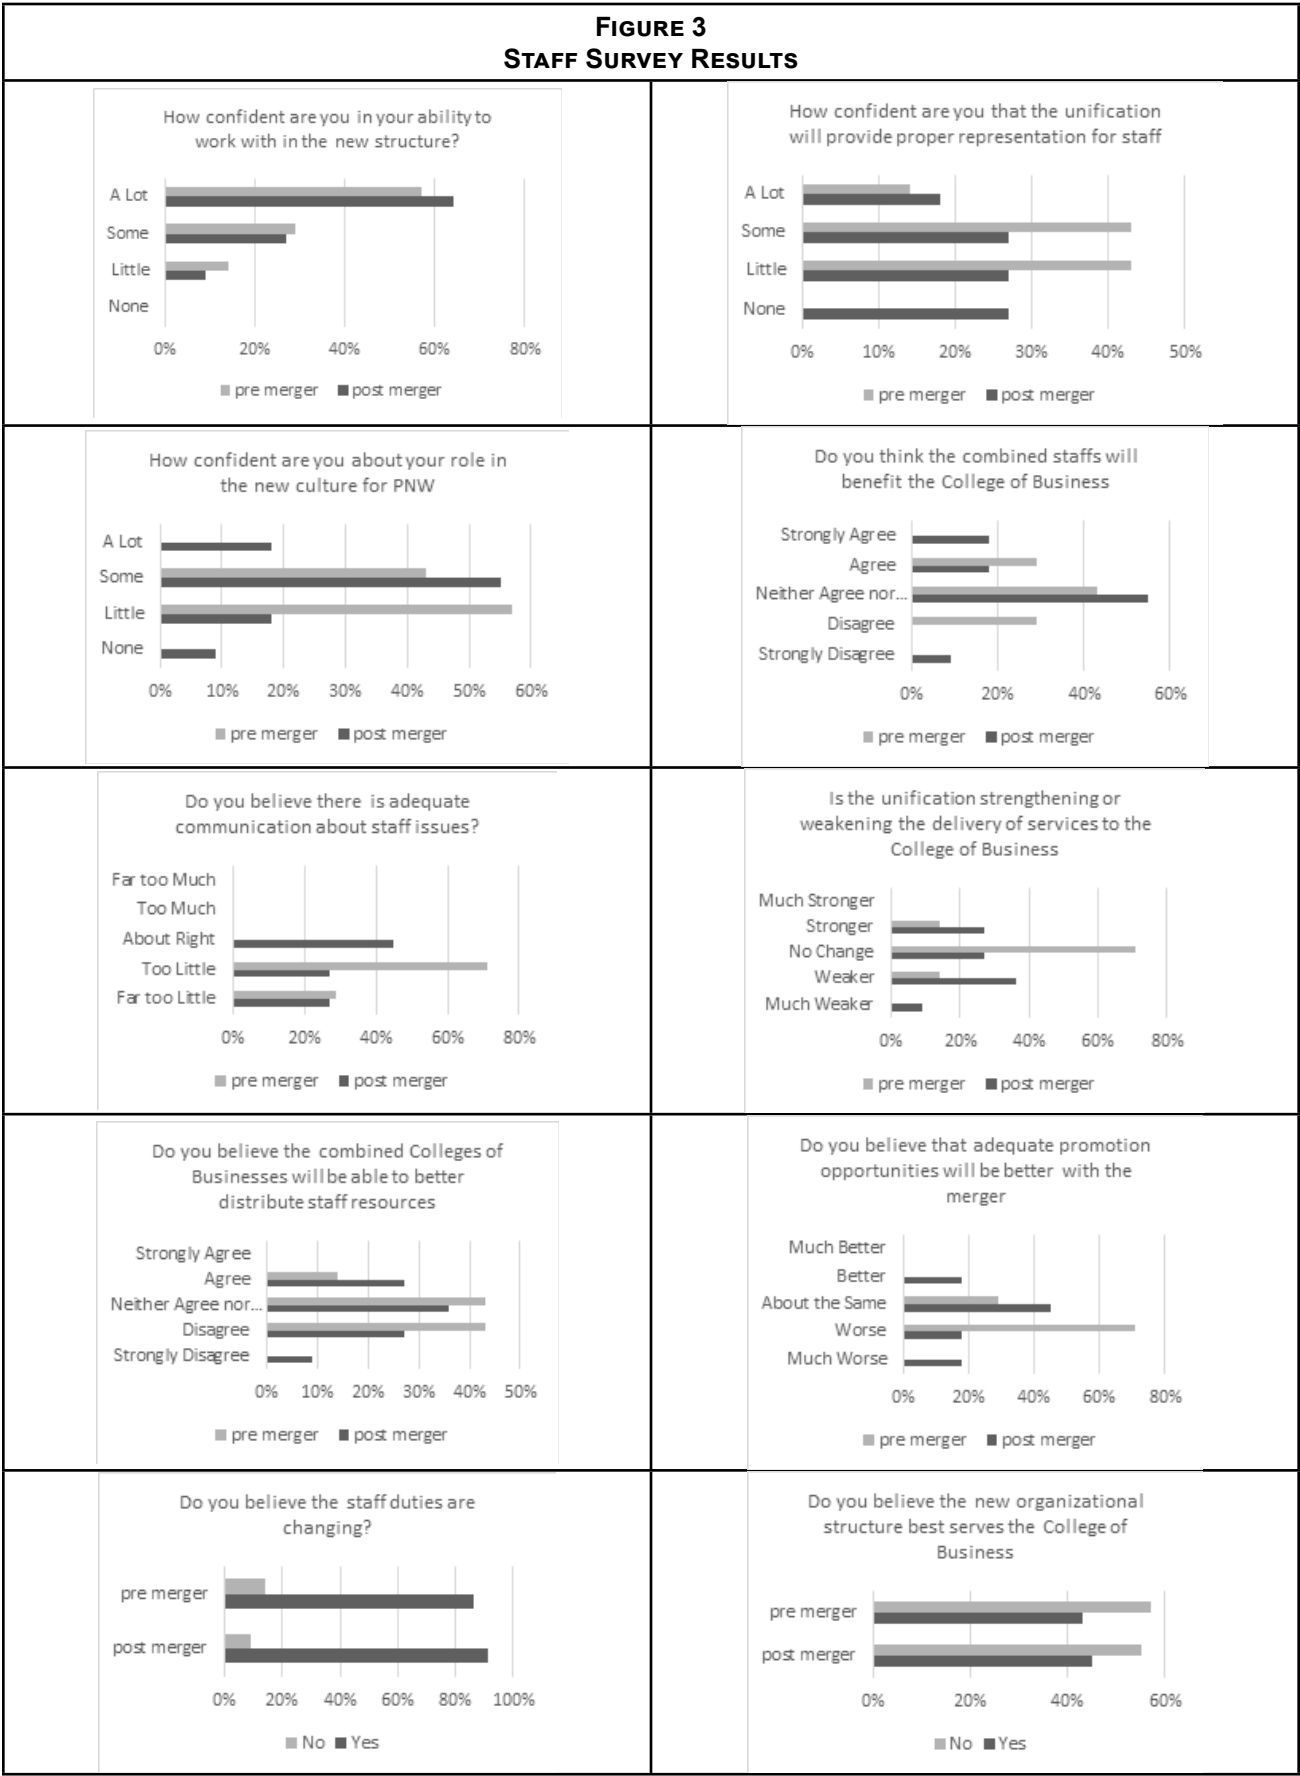 FIGURE 3
STAFF SURVEY RESULTS
How confident are you in your ability to
work with in the new structure?
A Lot
Some
Little
None
0% 20% 40% 60% 80%
pre merger post merger
How confident are you that the unification
will provide proper representation for staff
A Lot
Some
Little
None
0% 10% 20% 30% 40% 50%
pre merger post merger
How confident are you about your role in
the new culture for PNW
A Lot
Some
Little
None
0% 10% 20% 30% 40% 50% 60%
pre merger post merger
Do you think the combined staffs will
benefit the College of Business
Strongly Agree
Agree
Neither Agree nor...
Disagree
Strongly Disagree
0% 20% 40% 60%
pre merger post merger
Do you believe there is adequate
communication about staff issues?
Far too Much
Too Much
About Right
Too Little
Far too Little
0% 20% 40% 60% 80%
pre merger post merger
Is the unification strengthening or
weakening the delivery of services to the
College of Business
Much Stronger
Stronger
No Change
Weaker
Much Weaker
0% 20% 40% 60% 80%
pre merger post merger
Do you believe the combined Colleges of
Businesses will be able to better
distribute staff resources
Strongly Agree
Agree
Neither Agree nor...
Disagree
Strongly Disagree
0% 10% 20% 30% 40% 50%
pre merger post merger
Do you believe that adequate promotion
opportunities will be better with the
merger
Much Better
Better
About the Same
Worse
Much Worse
0% 20% 40% 60% 80%
pre merger post merger
Do you believe the staff duties are
changing?
pre merger
post merger
0% 20% 40% 60% 80% 100%
No Yes
Do you believe the new organizational
structure best serves the College of
Business
pre merger
post merger
0% 20% 40% 60%
No Yes